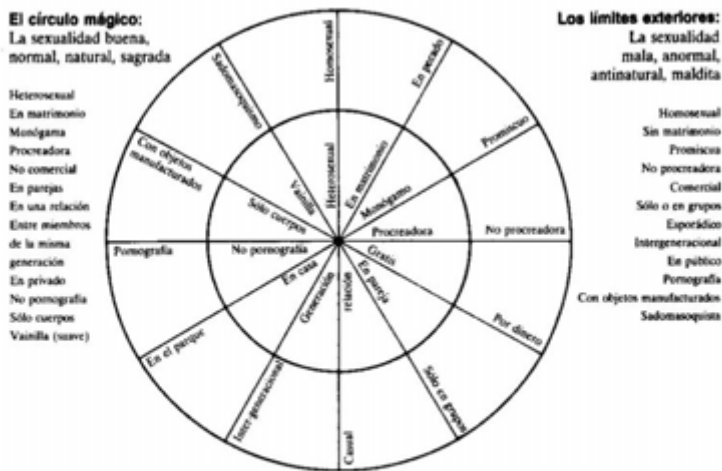 El círculo mágico:
La sexualidad buena,
normal, natural, sagrada
Heterosexual
En matrimonio
Monógama
Procreadora
No comercial
En parejas
En una relación
Entre miembros
de la misma
generación
En privado
No pornografía
Sólo cuerpos
Vainilla (suave)
Homosexual
En pecado
Promiscuo
No procreadora
Por dinero
Sólo en grupos
Casual
Inter-generacional
En el parque
Pornografía
Con objetos
manufacturados
Sadomasoquismo
Heterosexual
En matrimonio
Monógamo
Procreadora
Gratis
En pareja
relación
Generación
En casa
No pornografía
Sólo cuerpos
Vainilla
Los límites exteriores:
La sexualidad
mala, anormal,
antinatural, maldita
Homosexual
Sin matrimonio
Promiscua
No procreadora
Comercial
Sólo o en grupos
Esporádico
Intergeneracional
En público
Pornografía
Con objetos manufacturados
Sadomasoquista